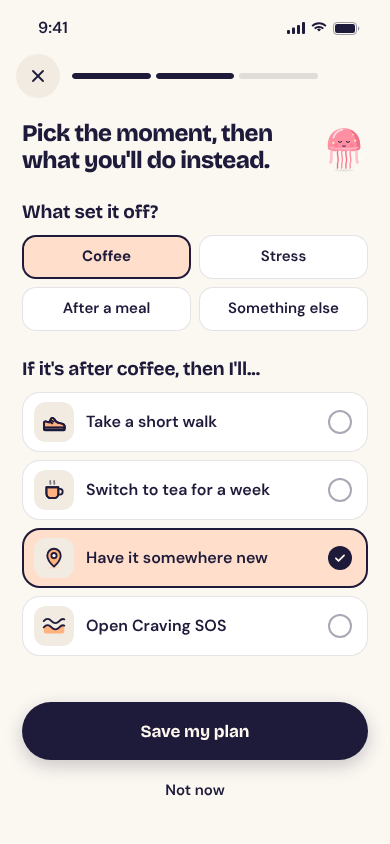 9:41
Pick the moment, then
what you'll do instead.
What set it off?
Coffee
Stress
After a meal
Something else
If it's after coffee, then I'll...
Take a short walk
Switch to tea for a week
Have it somewhere new
Open Craving SOS
Save my plan
Not now